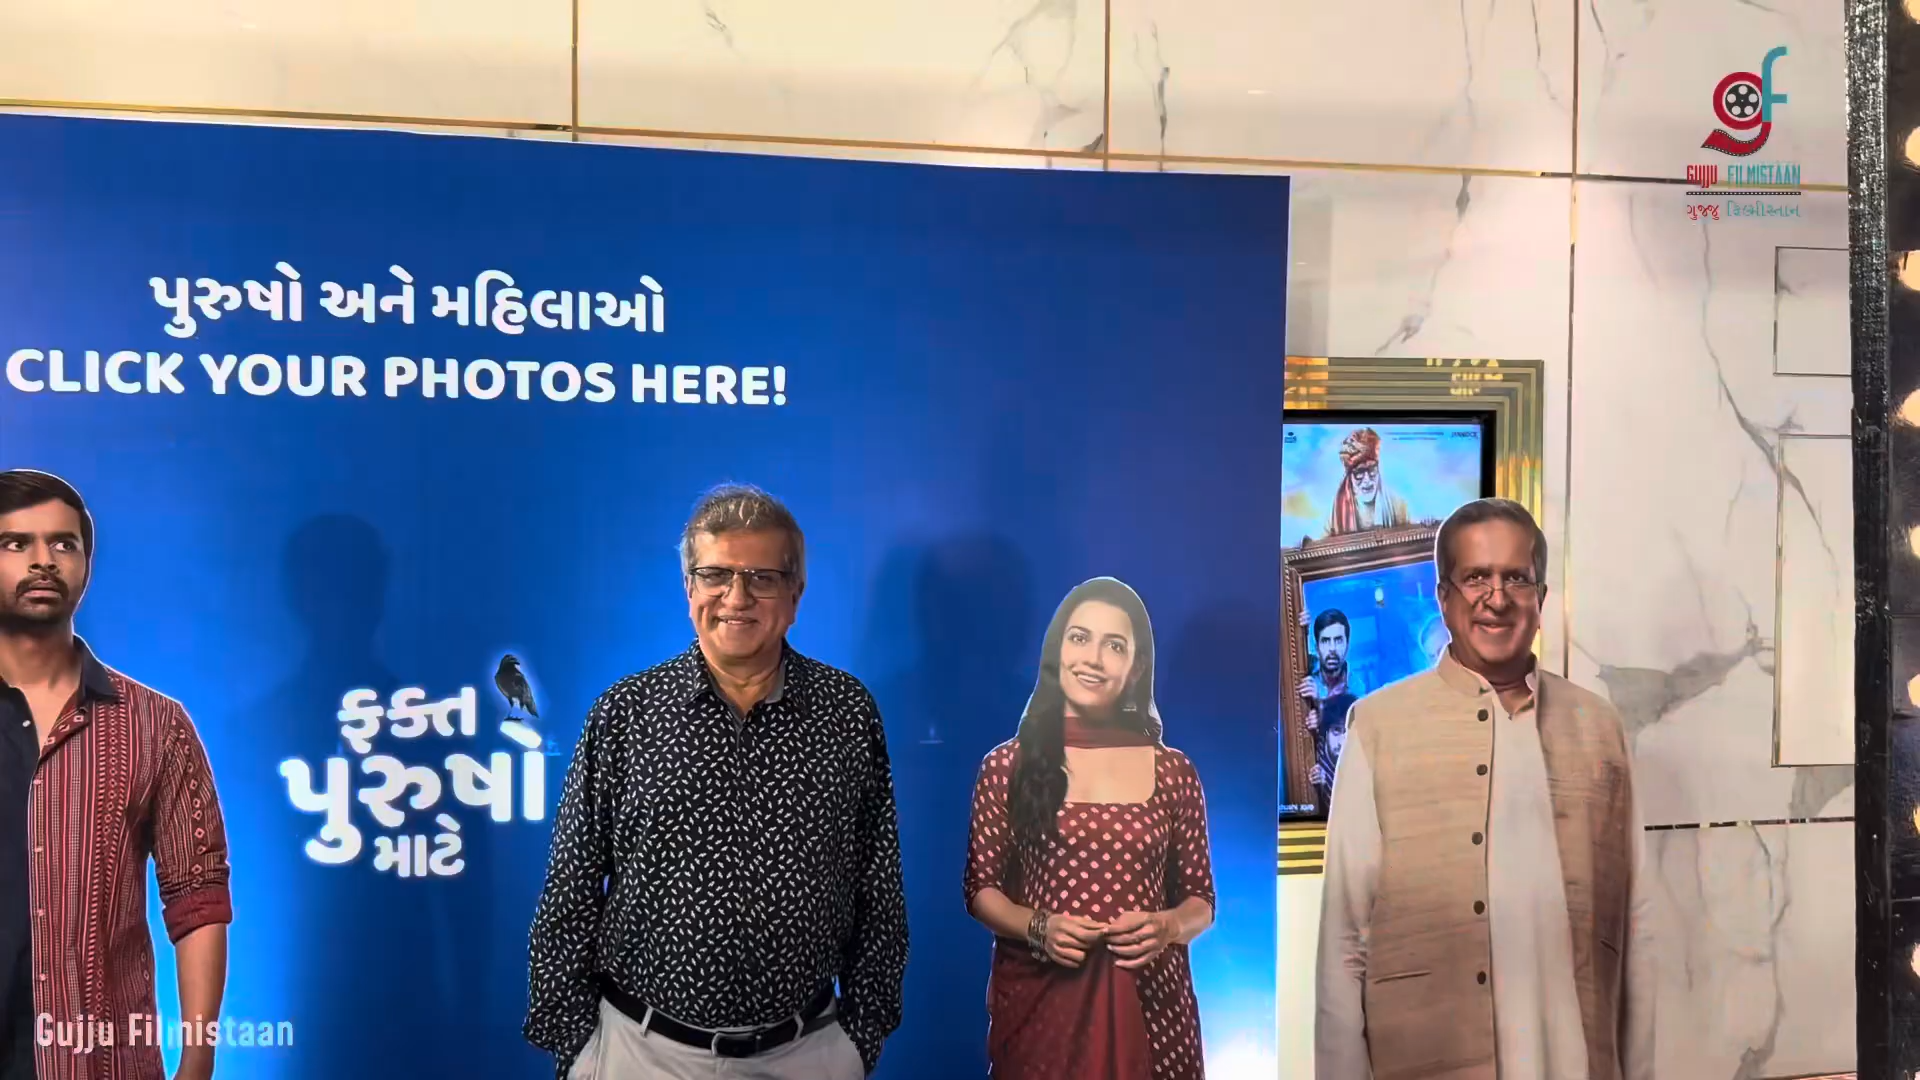 GUJJU FILMISTAAN
ગુજ્જુ ફિલ્મીસ્તાન
પુરુષો અને મહિલાઓ
CLICK YOUR PHOTOS HERE!
ફક્ત
પુરુષો
માટે
Gujju Filmistaan